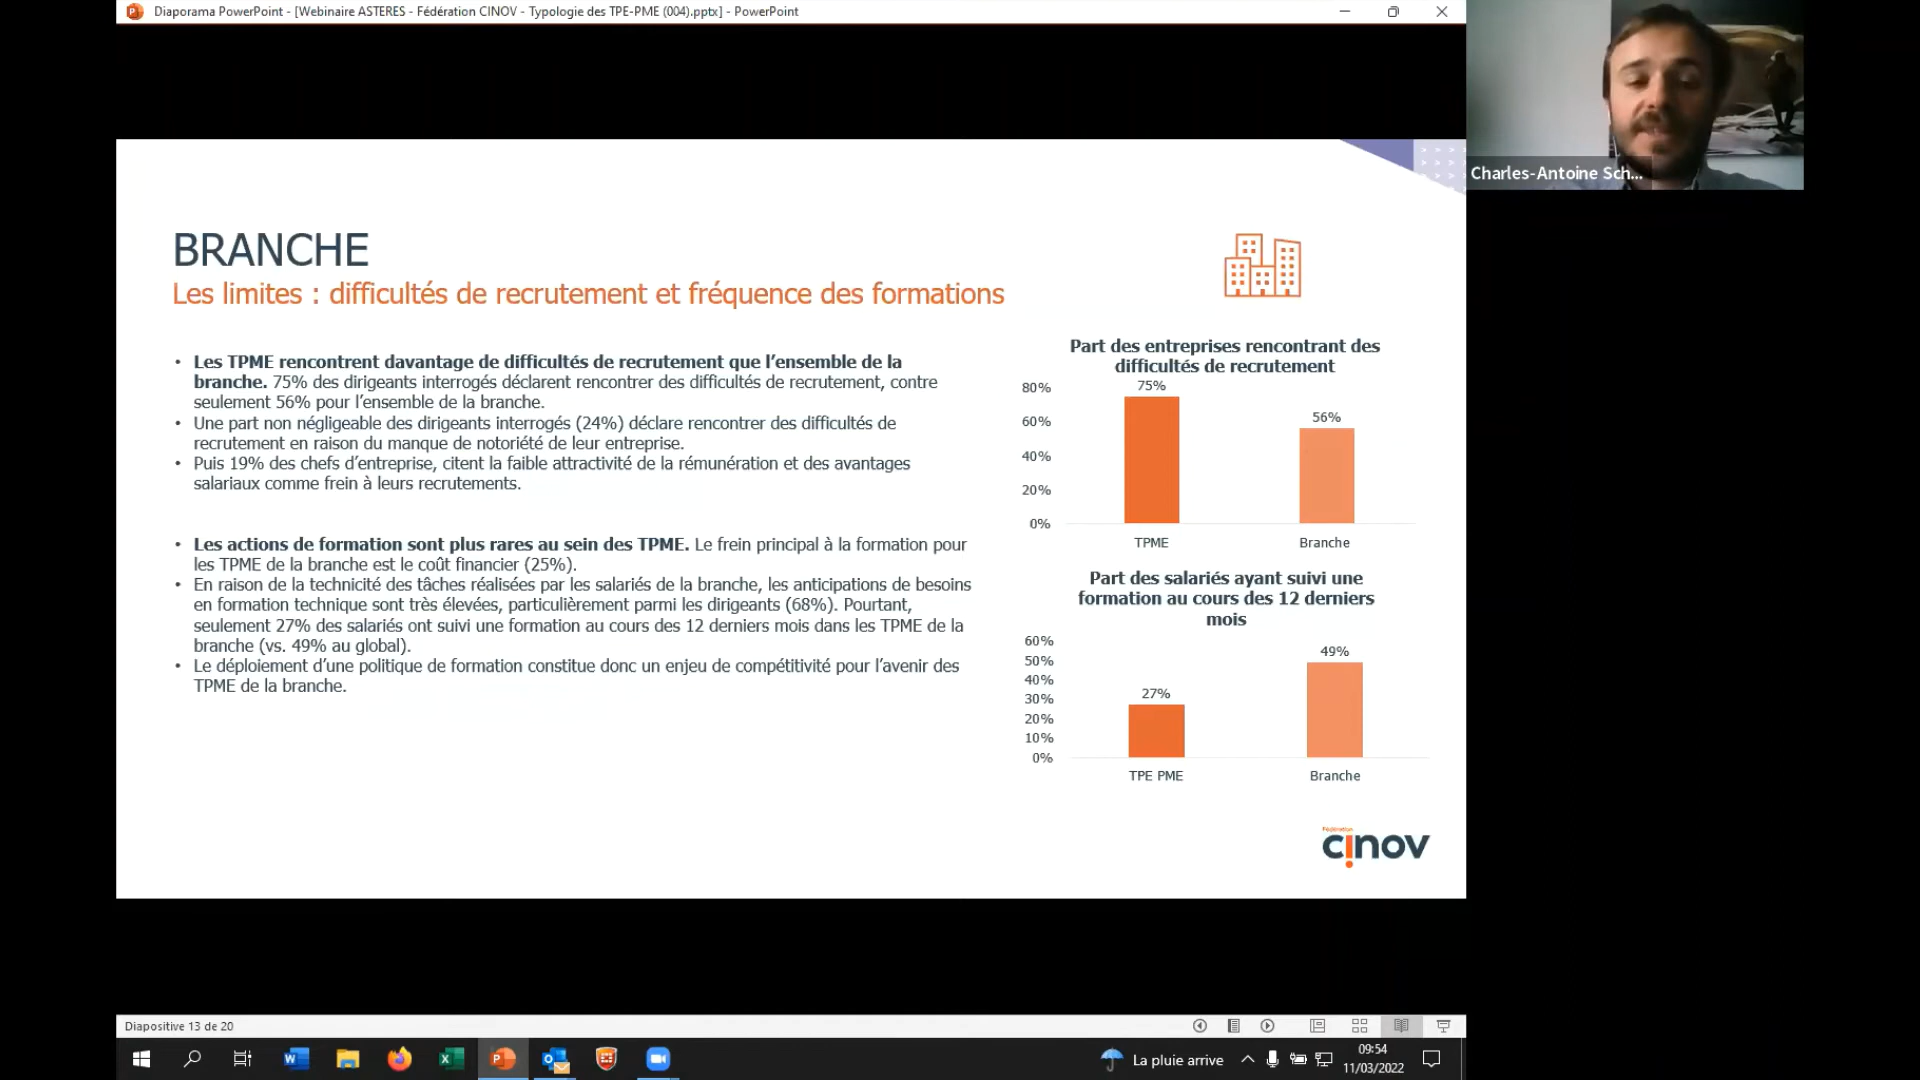 Diaporama PowerPoint - [Webinaire ASTERES - Fédération CINOV - Typologie des TPE-PME (004).pptx] - PowerPoint
Charles-Antoine Sch...
BRANCHE
Les limites : difficultés de recrutement et fréquence des formations
• Les TPME rencontrent davantage de difficultés de recrutement que l’ensemble de la
branche. 75% des dirigeants interrogés déclarent rencontrer des difficultés de recrutement, contre
seulement 56% pour l’ensemble de la branche.
• Une part non négligeable des dirigeants interrogés (24%) déclare rencontrer des difficultés de
recrutement en raison du manque de notoriété de leur entreprise.
• Puis 19% des chefs d’entreprise, citent la faible attractivité de la rémunération et des avantages
salariaux comme frein à leurs recrutements.
• Les actions de formation sont plus rares au sein des TPME. Le frein principal à la formation pour
les TPME de la branche est le coût financier (25%).
• En raison de la technicité des tâches réalisées par les salariés de la branche, les anticipations de besoins
en formation technique sont très élevées, particulièrement parmi les dirigeants (68%). Pourtant,
seulement 27% des salariés ont suivi une formation au cours des 12 derniers mois dans les TPME de la
branche (vs. 49% au global).
• Le déploiement d’une politique de formation constitue donc un enjeu de compétitivité pour l’avenir des
TPME de la branche.
Part des entreprises rencontrant des
difficultés de recrutement
80%
60%
40%
20%
0%
75%
56%
TPME
Branche
Part des salariés ayant suivi une
formation au cours des 12 derniers
mois
60%
50%
40%
30%
20%
10%
0%
27%
49%
TPE PME
Branche
Fédération
cinov
Diapositive 13 de 20
La pluie arrive
09:54
11/03/2022